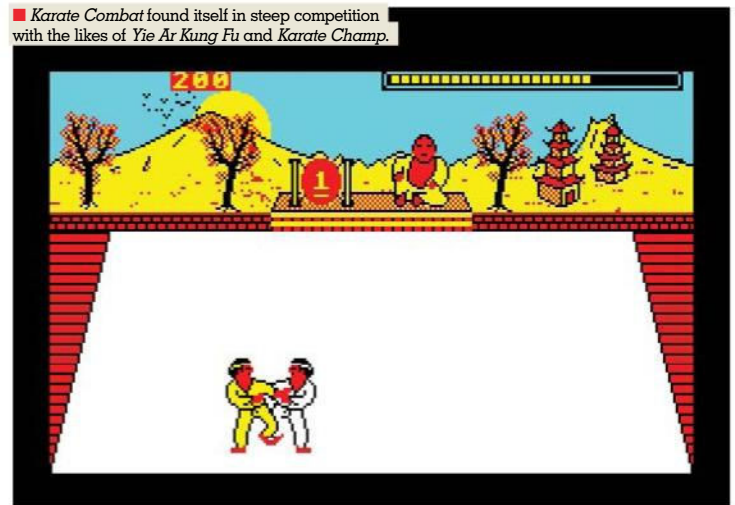 ■ Karate Combat found itself in steep competition
with the likes of Yie Ar Kung Fu and Karate Champ.
200
1